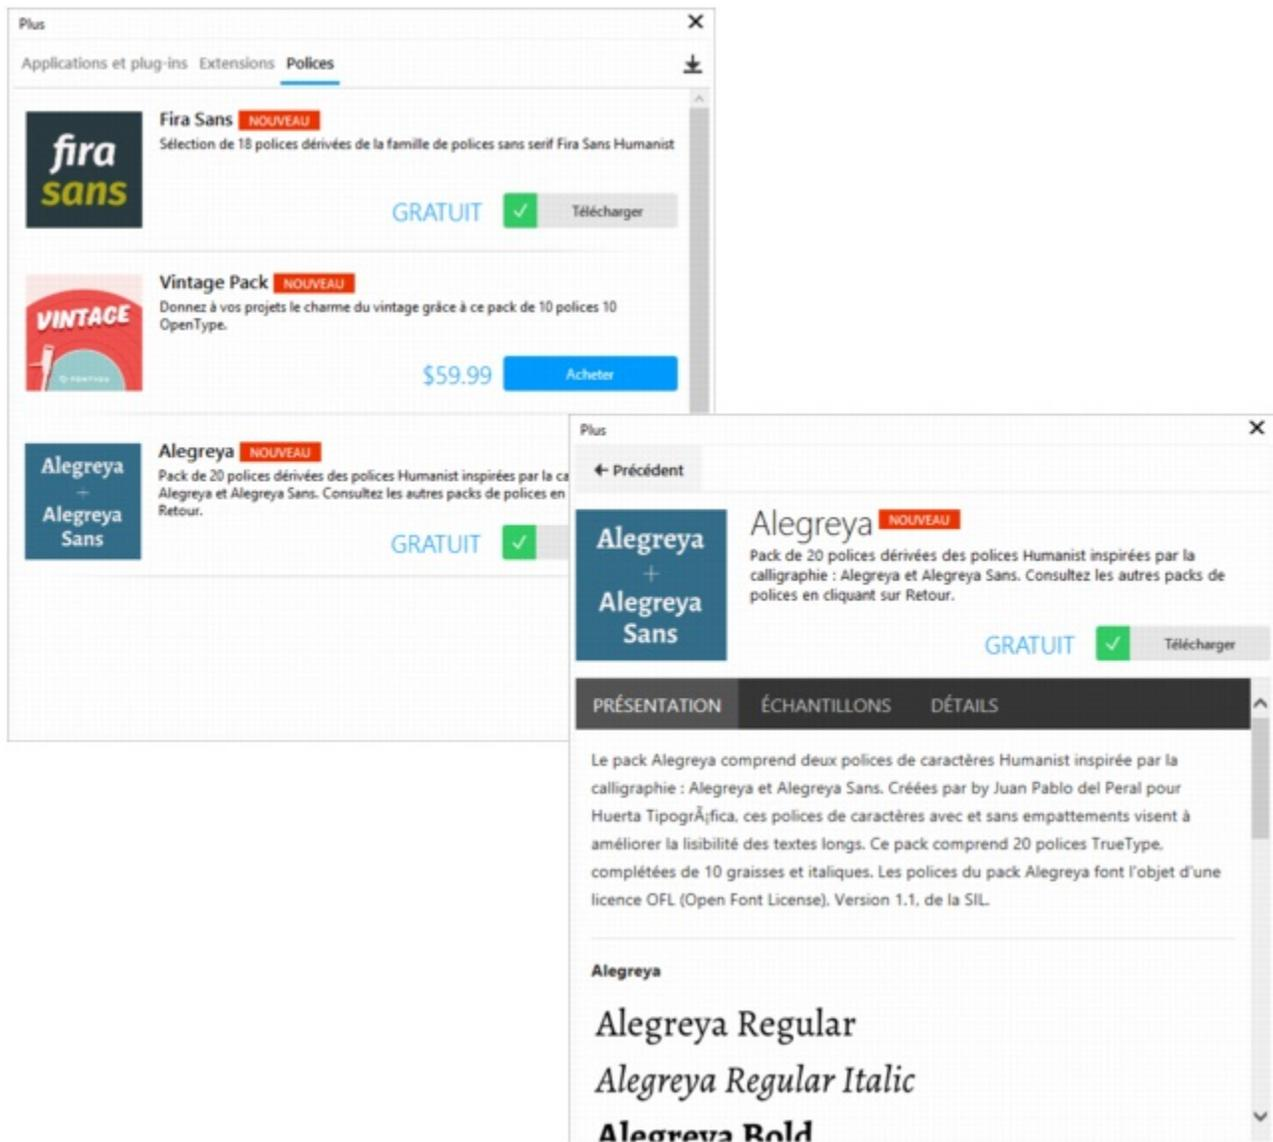 Plus
Applications et plug-ins Extensions Polices
fira
sans
Fira Sans NOUVEAU
Sélection de 18 polices dérivées de la famille de polices sans serif Fira Sans Humanist
GRATUIT Télécharger
VINTAGE
Vintage Pack NOUVEAU
Donnez à vos projets le charme du vintage grâce à ce pack de 10 polices 10
OpenType.
$59.99 Acheter
Alegreya
+
Alegreya
Sans
Alegreya NOUVEAU
Pack de 20 polices dérivées des polices Humanist inspirées par la ca
Alegreya et Alegreya Sans. Consultez les autres packs de polices en
Retour.
GRATUIT
Plus
Précédent
Alegreya
+
Alegreya
Sans
Alegreya NOUVEAU
Pack de 20 polices dérivées des polices Humanist inspirées par la
calligraphie : Alegreya et Alegreya Sans. Consultez les autres packs de
polices en cliquant sur Retour.
GRATUIT Télécharger
PRÉSENTATION ÉCHANTILLONS DÉTAILS
Le pack Alegreya comprend deux polices de caractères Humanist inspirée par la
calligraphie : Alegreya et Alegreya Sans. Créées par by Juan Pablo del Peral pour
Huerta TipogrÃ¡fica, ces polices de caractères avec et sans empattements visent à
améliorer la lisibilité des textes longs. Ce pack comprend 20 polices TrueType,
complétées de 10 graisses et italiques. Les polices du pack Alegreya font l'objet d'une
licence OFL (Open Font License), Version 1.1, de la SIL.
Alegreya
Alegreya Regular
Alegreya Regular Italic
Alegreya Bold